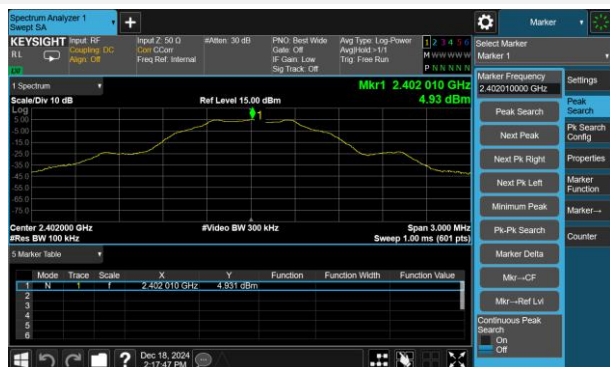 Spectrum Analyzer 1
Swept SA
Marker
KEYSIGHT Input: RF Input Z: 50 Ω #Atten: 30 dB PNO: Best Wide Avg Type: Log-Power 1 2 3 4 5 6
RL Coupling: DC Corr CCorr Gate: Off Avg|Hold:>1/1 M W W W W W
Align: Off Freq Ref: Internal IF Gain: Low Trig: Free Run
Sig Track: Off P N N N N N
Select Marker
Marker 1
1 Spectrum
Mkr1 2.402 010 GHz
Scale/Div 10 dB Ref Level 15.00 dBm 4.93 dBm
Log
5.00
-5.00
-15.0
-25.0
-35.0
-45.0
-55.0
-65.0
-75.0
1
Center 2.402000 GHz #Video BW 300 kHz Span 3.000 MHz
#Res BW 100 kHz Sweep 1.00 ms (601 pts)
5 Marker Table
Mode Trace Scale X Y Function Function Width Function Value
1 N 1 f 2.402 010 GHz 4.931 dBm
2
3
4
5
6
Dec 18, 2024
2:17:47 PM
Marker Frequency
2.402010000 GHz
Peak Search
Next Peak
Next Pk Right
Next Pk Left
Minimum Peak
Pk-Pk Search
Marker Delta
Mkr→CF
Mkr→Ref Lvl
Continuous Peak
Search
On
Off
Settings
Peak
Search
Pk Search
Config
Properties
Marker
Function
Marker→
Counter